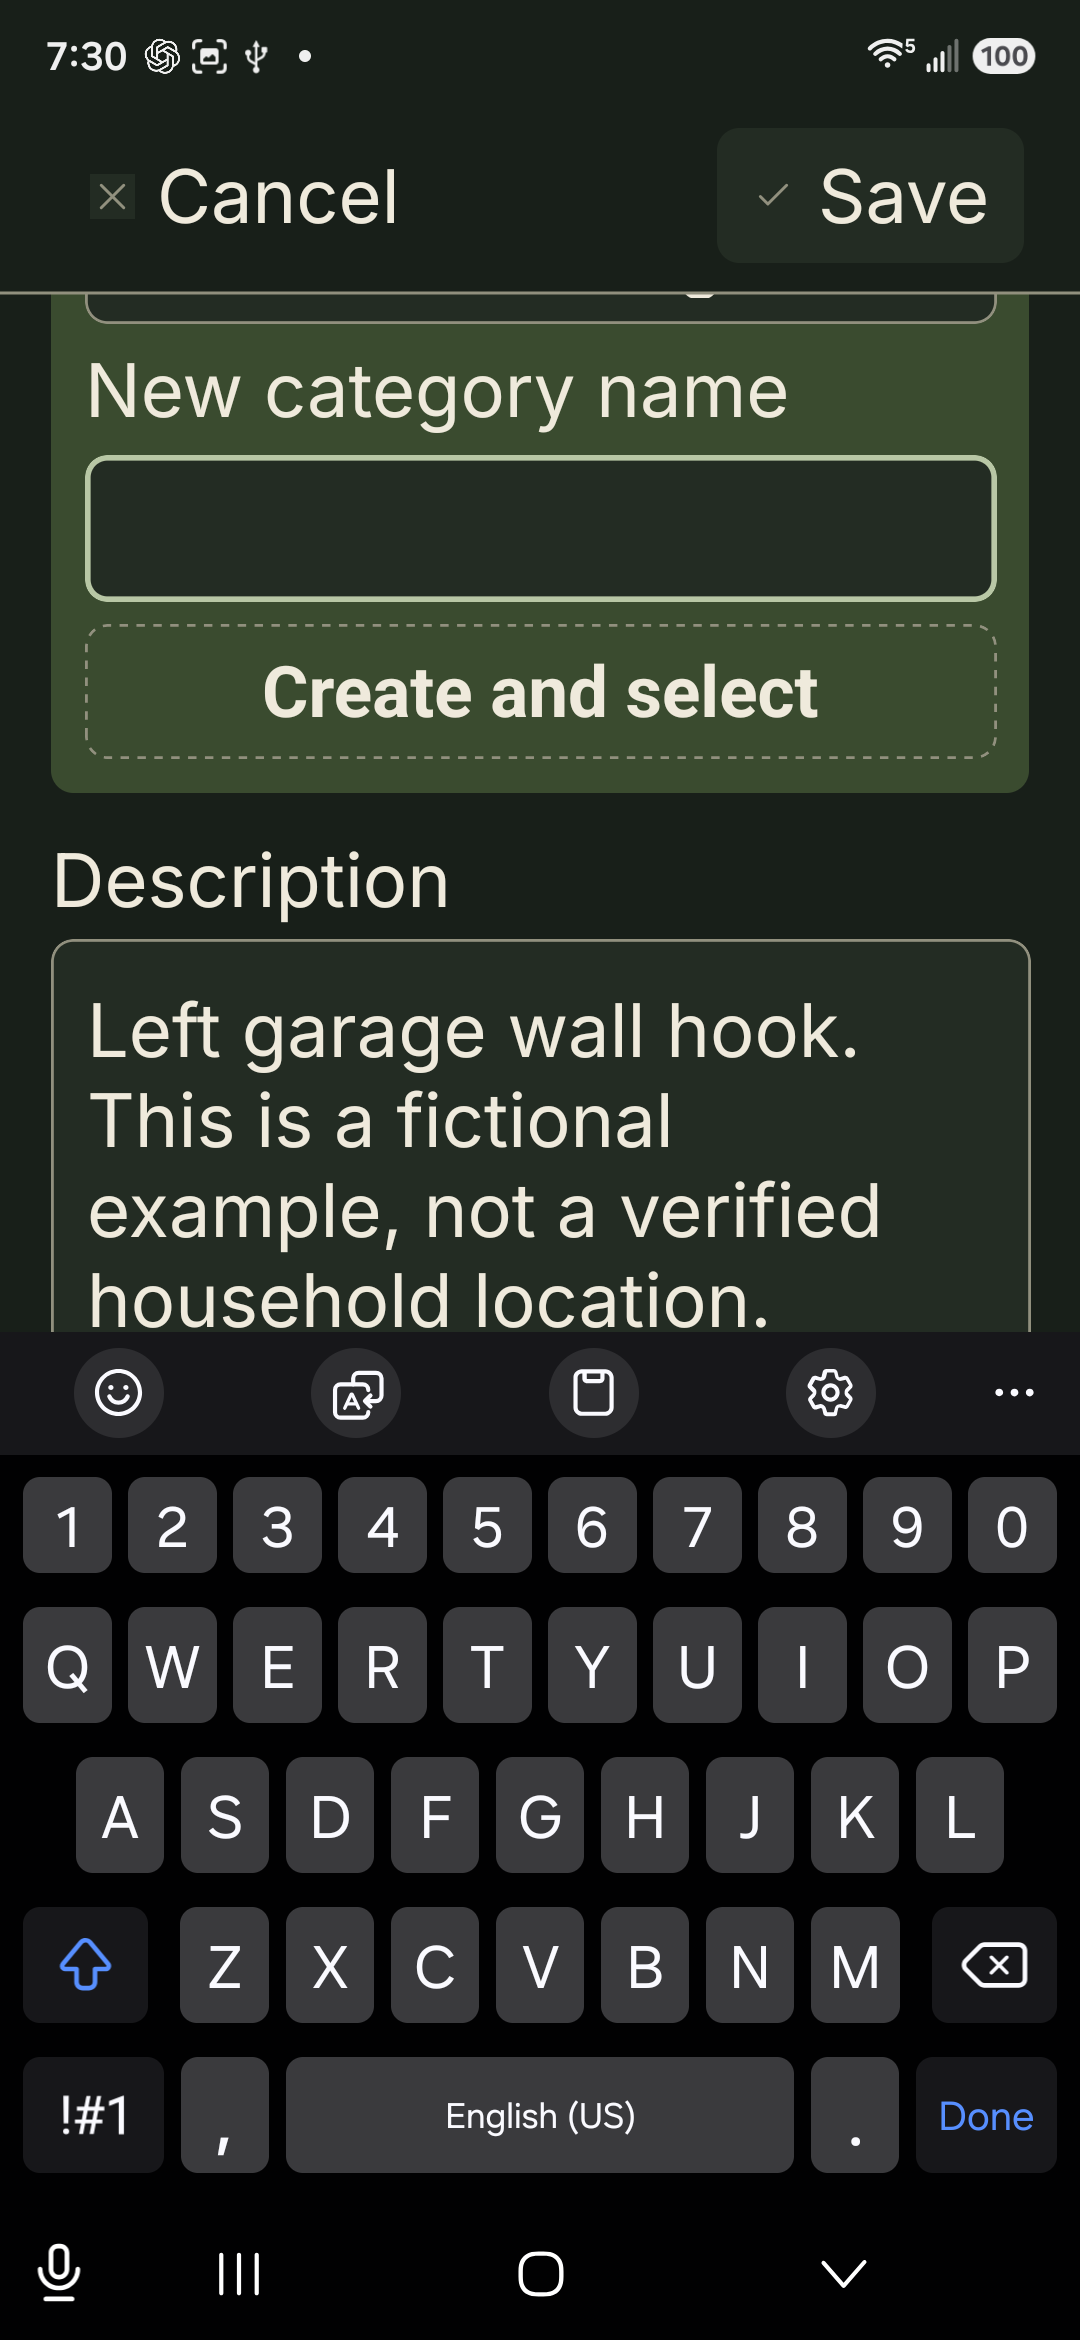 7:30
5
100
Cancel
Save
New category name
Create and select
Description
Left garage wall hook.
This is a fictional
example, not a verified
household location.
1 2 3 4 5 6 7 8 9 0
Q W E R T Y U I O P
A S D F G H J K L
Z X C V B N M
!#1 , English (US) . Done